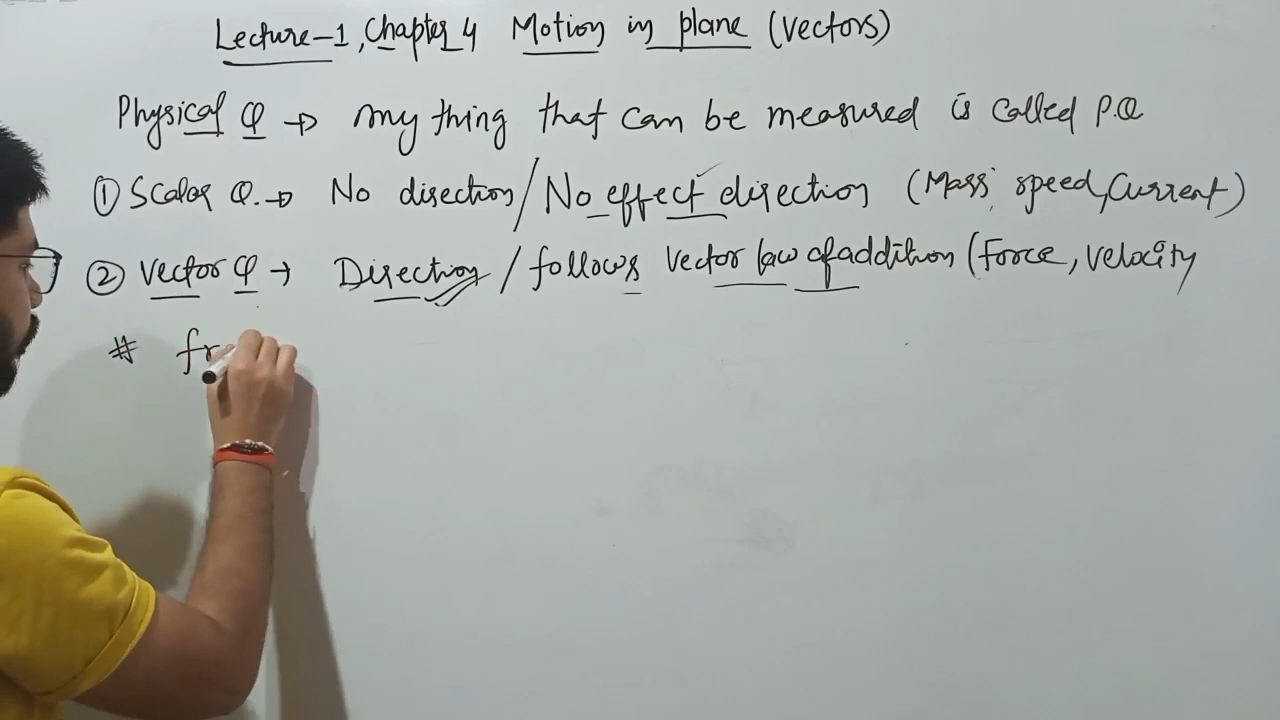 Lecture-1, Chapter 4 Motion in plane (Vectors)
Physical Q → Any thing that can be measured is called P.Q
① Scalar Q. → No direction / No effect direction (Mass, speed, Current)
② Vector Q → Direction / follows Vector law of addition (Force, Velocity
# fr